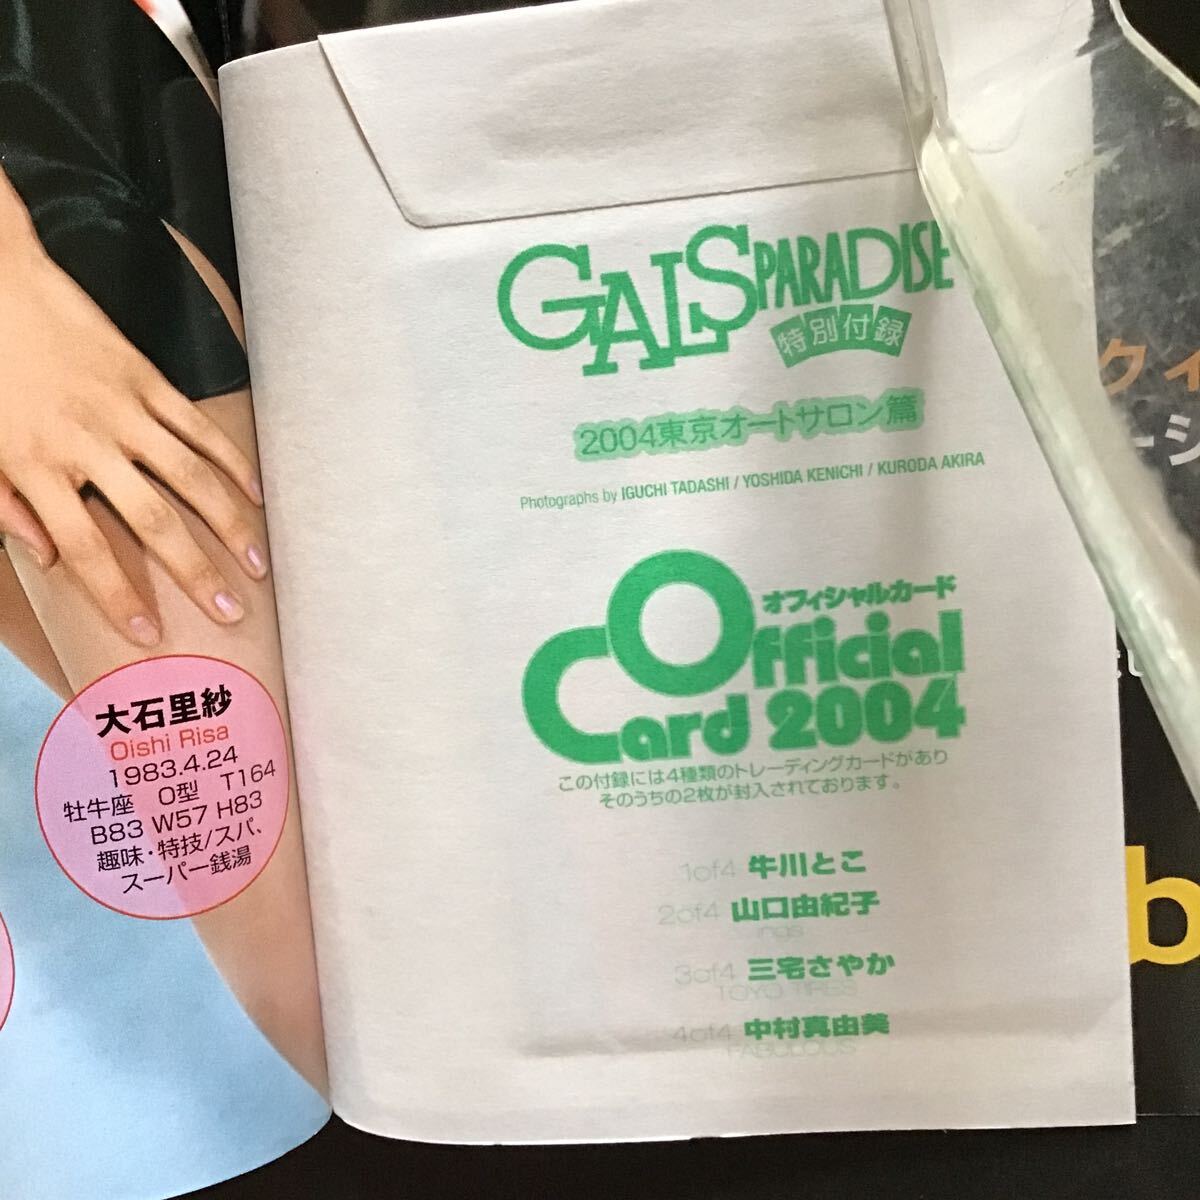 GALS PARADISE
特別付録
2004東京オートサロン篇
Photographs by IGUCHI TADASHI / YOSHIDA KENICHI / KURODA AKIRA
オフィシャルカード
Official
Card 2004
この付録には4種類のトレーディングカードがあり
そのうちの2枚が封入されております。
1of4 牛川とこ
2of4 山口由紀子
ings
3of4 三宅さやか
TOYO TIRES
4of4 中村真由美
FABULOUS
大石里紗
Oishi Risa
1983.4.24
牡牛座 O型 T164
B83 W57 H83
趣味・特技/スパ、
スーパー銭湯
クィ
ーシ
b